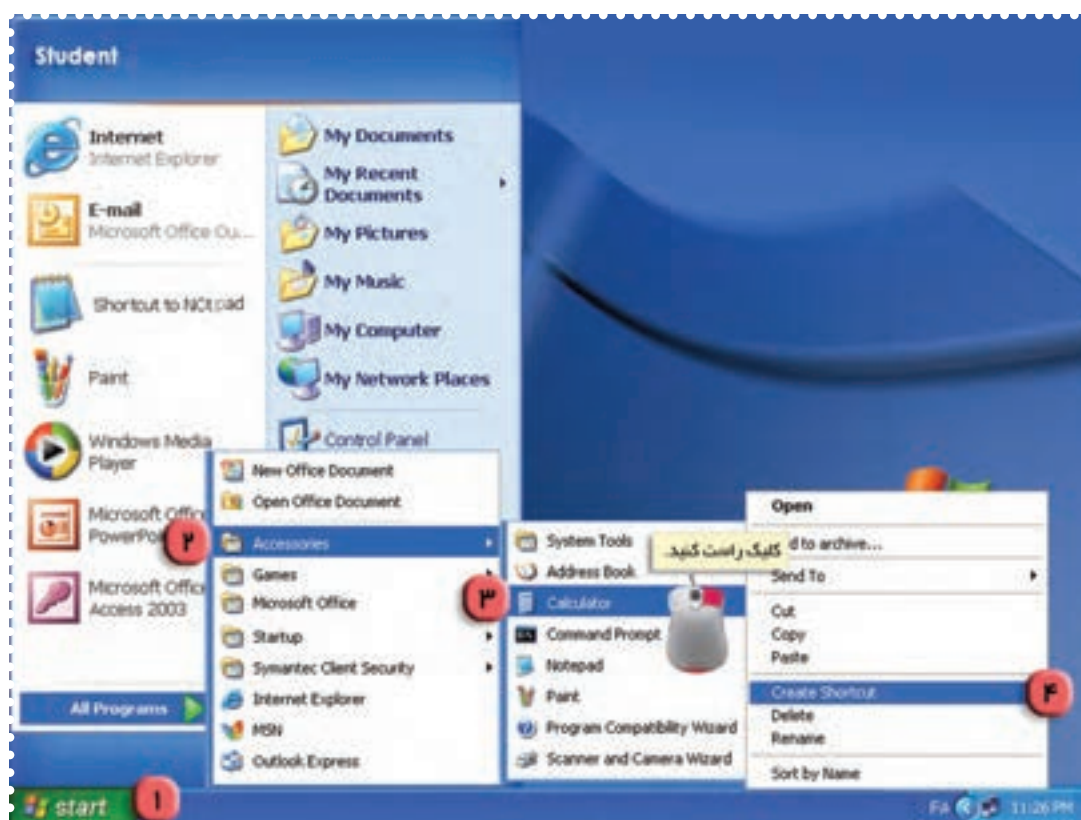 Student
Internet
Internet Explorer
E-mail
Microsoft Office Ou...
Shortcut to
Paint
Windows Media
Player
Microsoft Office
Microsoft Office
Access 2003
All Programs
My Documents
My Recent
Documents
My Pictures
My Music
My Computer
My Network Places
Control Panel
New Office Document
Open Office Document
۲
Accessories
Games
Microsoft Office
Startup
Symantec Client Security
Internet Explorer
MSN
Outlook Express
System Tools
Address Book
۳
Calculator
Command Prompt
Notepad
Paint
Program Compatibility Wizard
Scanner and Camera Wizard
کلیک راست کنید.
Open
to archive...
Send To
Cut
Copy
Paste
Create Shortcut
۴
Delete
Rename
Sort by Name
start
۱
FA
11:26 PM